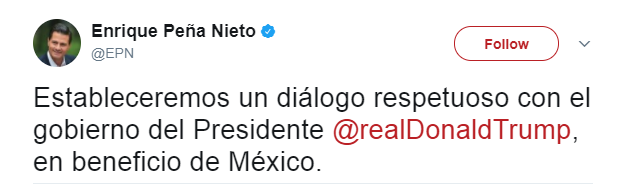 Enrique Peña Nieto
@EPN
Follow
Estableceremos un diálogo respetuoso con el
gobierno del Presidente @realDonaldTrump,
en beneficio de México.